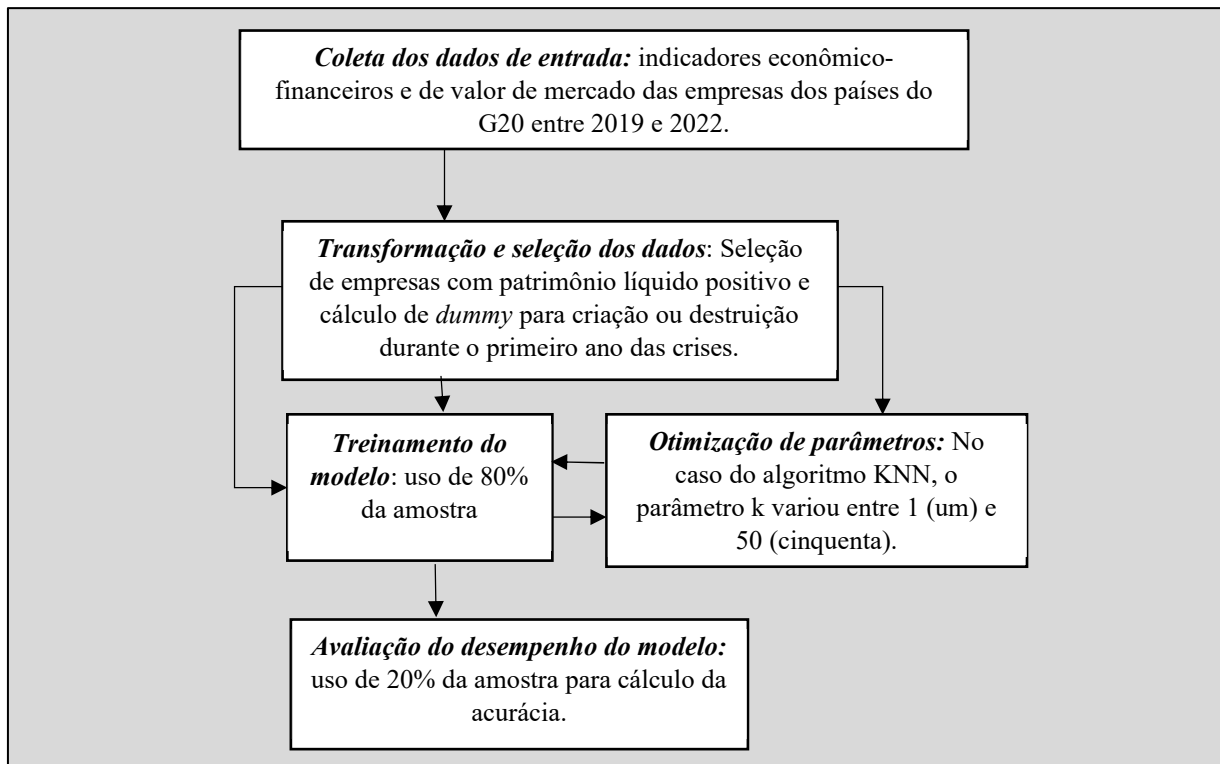 Coleta dos dados de entrada: indicadores econômico-
financeiros e de valor de mercado das empresas dos países do
G20 entre 2019 e 2022.
Transformação e seleção dos dados: Seleção
de empresas com patrimônio líquido positivo e
cálculo de dummy para criação ou destruição
durante o primeiro ano das crises.
Treinamento do
modelo: uso de 80%
da amostra
Otimização de parâmetros: No
caso do algoritmo KNN, o
parâmetro k variou entre 1 (um) e
50 (cinquenta).
Avaliação do desempenho do modelo:
uso de 20% da amostra para cálculo da
acurácia.